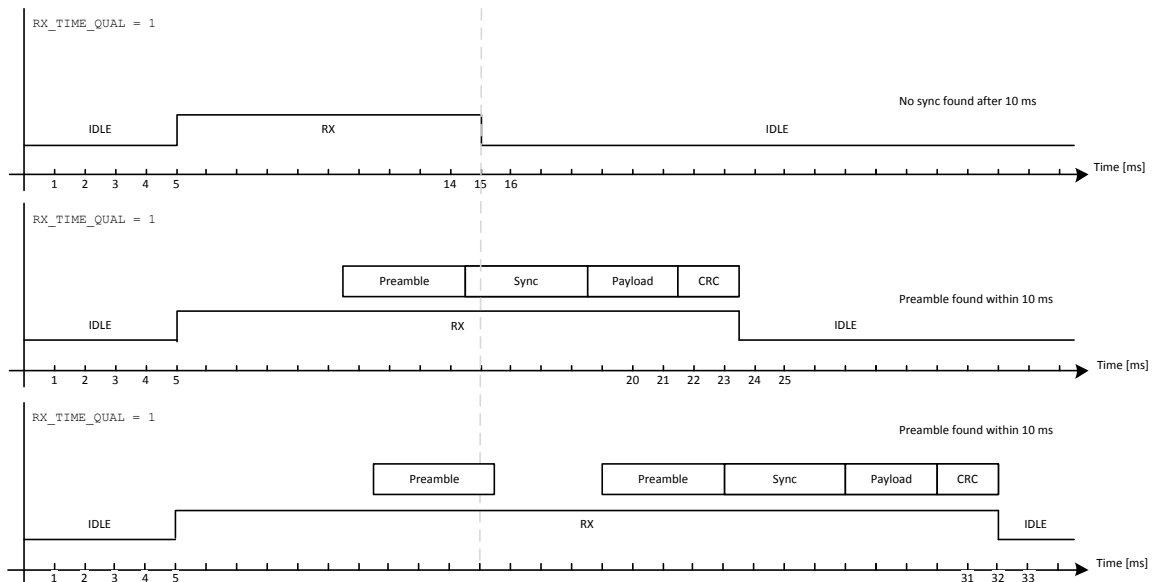 RX_TIME_QUAL = 1
No sync found after 10 ms
IDLE RX IDLE
Time [ms]
1 2 3 4 5 14 15 16
RX_TIME_QUAL = 1
Preamble Sync Payload CRC
Preamble found within 10 ms
IDLE RX IDLE
Time [ms]
1 2 3 4 5 20 21 22 23 24 25
RX_TIME_QUAL = 1
Preamble found within 10 ms
Preamble Preamble Sync Payload CRC
IDLE RX IDLE
Time [ms]
1 2 3 4 5 31 32 33